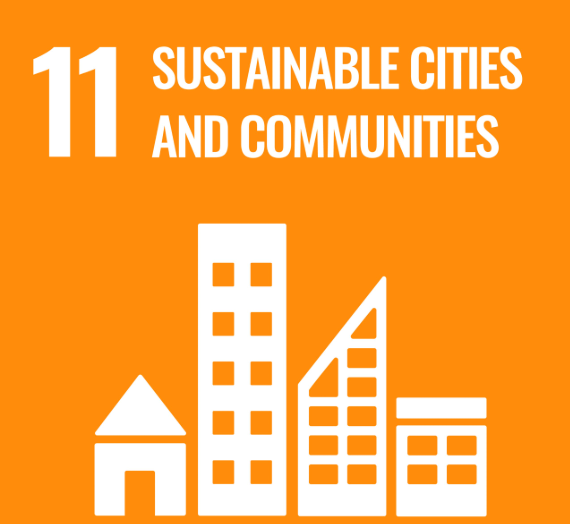 11 SUSTAINABLE CITIES
AND COMMUNITIES